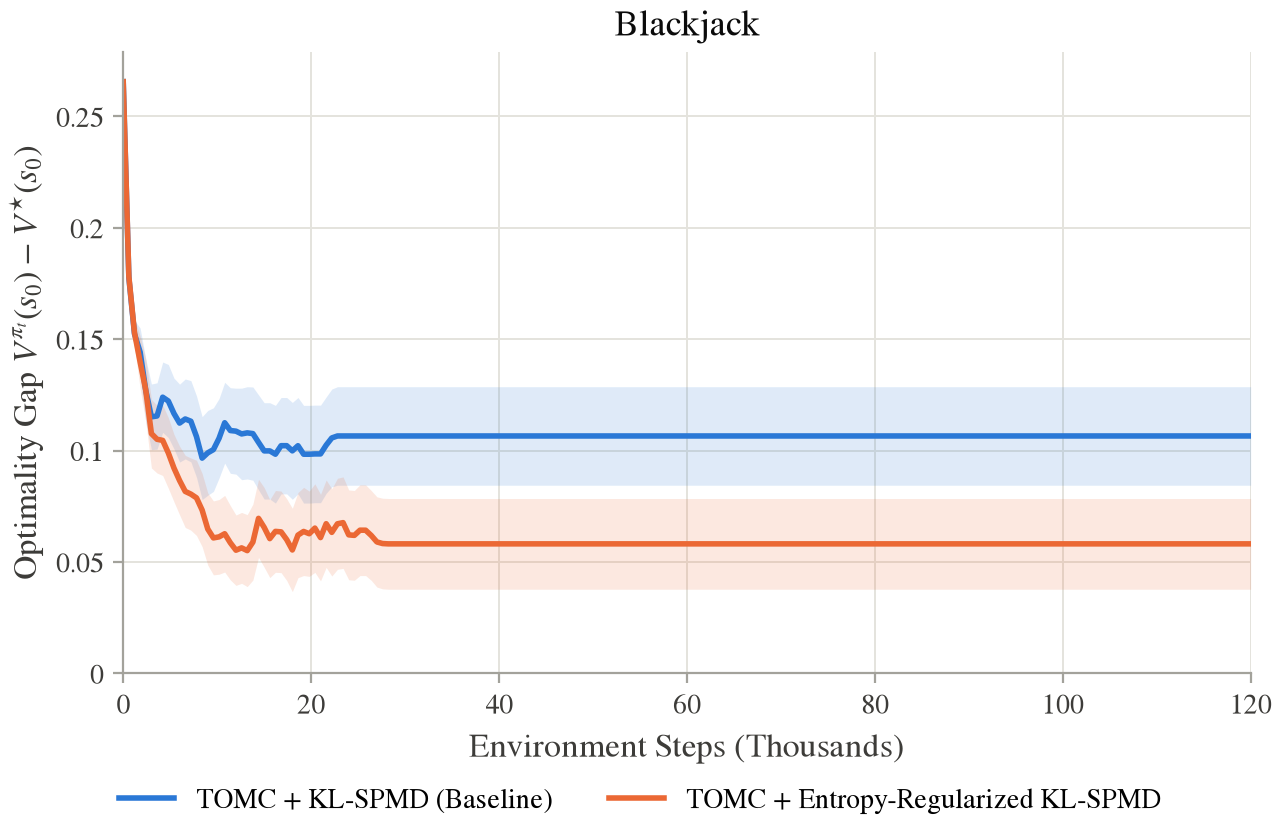 Blackjack
Optimality Gap V^{π_t}(s_0) − V^★(s_0)
0.25
0.2
0.15
0.1
0.05
0
0 20 40 60 80 100 120
Environment Steps (Thousands)
TOMC + KL-SPMD (Baseline) TOMC + Entropy-Regularized KL-SPMD